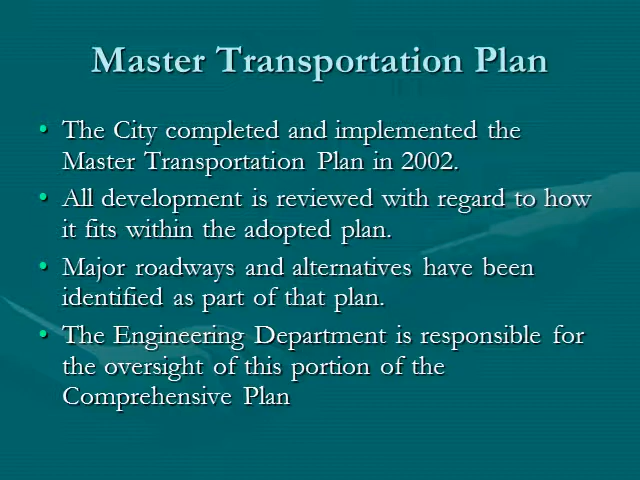 Master Transportation Plan
• The City completed and implemented the
Master Transportation Plan in 2002.
• All development is reviewed with regard to how
it fits within the adopted plan.
• Major roadways and alternatives have been
identified as part of that plan.
• The Engineering Department is responsible for
the oversight of this portion of the
Comprehensive Plan